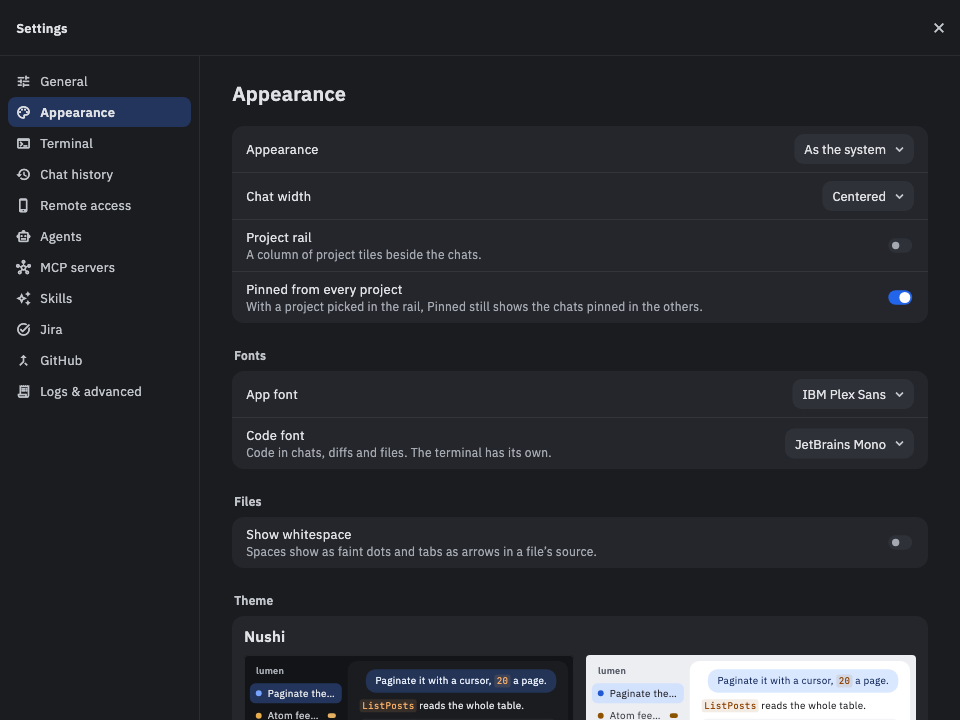 Settings
General
Appearance
Terminal
Chat history
Remote access
Agents
MCP servers
Skills
Jira
GitHub
Logs & advanced
Appearance
Appearance
As the system
Chat width
Centered
Project rail
A column of project tiles beside the chats.
Pinned from every project
With a project picked in the rail, Pinned still shows the chats pinned in the others.
Fonts
App font
IBM Plex Sans
Code font
Code in chats, diffs and files. The terminal has its own.
JetBrains Mono
Files
Show whitespace
Spaces show as faint dots and tabs as arrows in a file's source.
Theme
Nushi
lumen
Paginate the...
Atom fee...
Paginate it with a cursor, 20 a page.
ListPosts reads the whole table.
lumen
Paginate the...
Atom fee...
Paginate it with a cursor, 20 a page.
ListPosts reads the whole table.